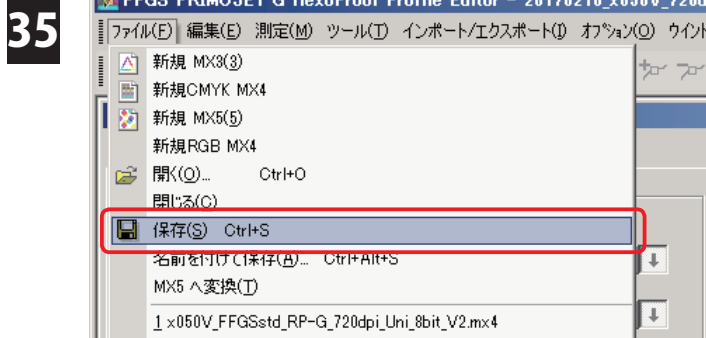 35
FFGS PRIMOJET G flexoProof Profile Editor - 20170210_x050V_720d
ファイル(F) 編集(E) 測定(M) ツール(T) インポート/エクスポート(I) オプション(O) ウインド
新規 MX3(3)
新規CMYK MX4
新規 MX5(5)
新規RGB MX4
開く(O)... Ctrl+O
閉じる(C)
保存(S) Ctrl+S
名前を付けて保存(A)... Ctrl+Alt+S
MX5 へ変換(T)
1 x050V_FFGSstd_RP-G_720dpi_Uni_8bit_V2.mx4